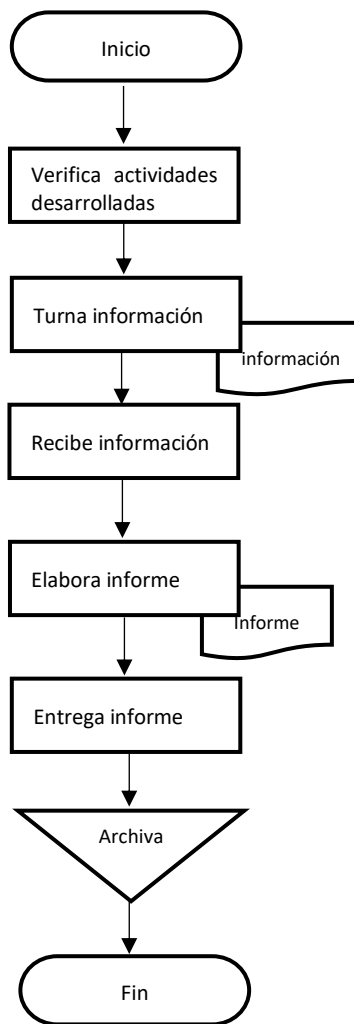 Inicio
Verifica actividades
desarrolladas
Turna información
información
Recibe información
Elabora informe
Informe
Entrega informe
Archiva
Fin